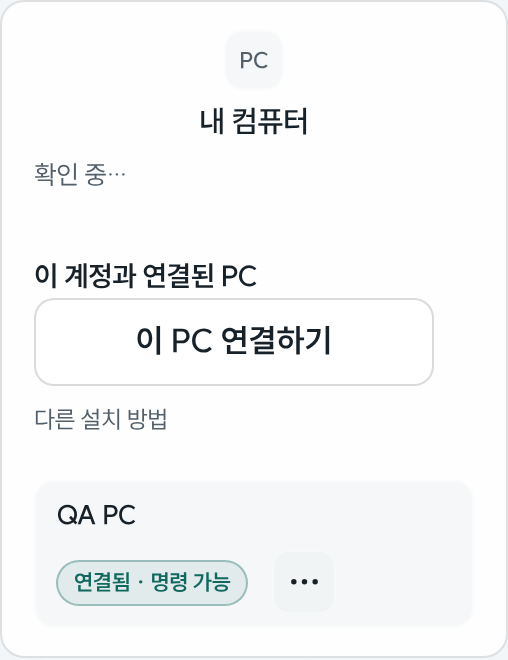 PC
내 컴퓨터
확인 중…
이 계정과 연결된 PC
이 PC 연결하기
다른 설치 방법
QA PC
연결됨 · 명령 가능
…